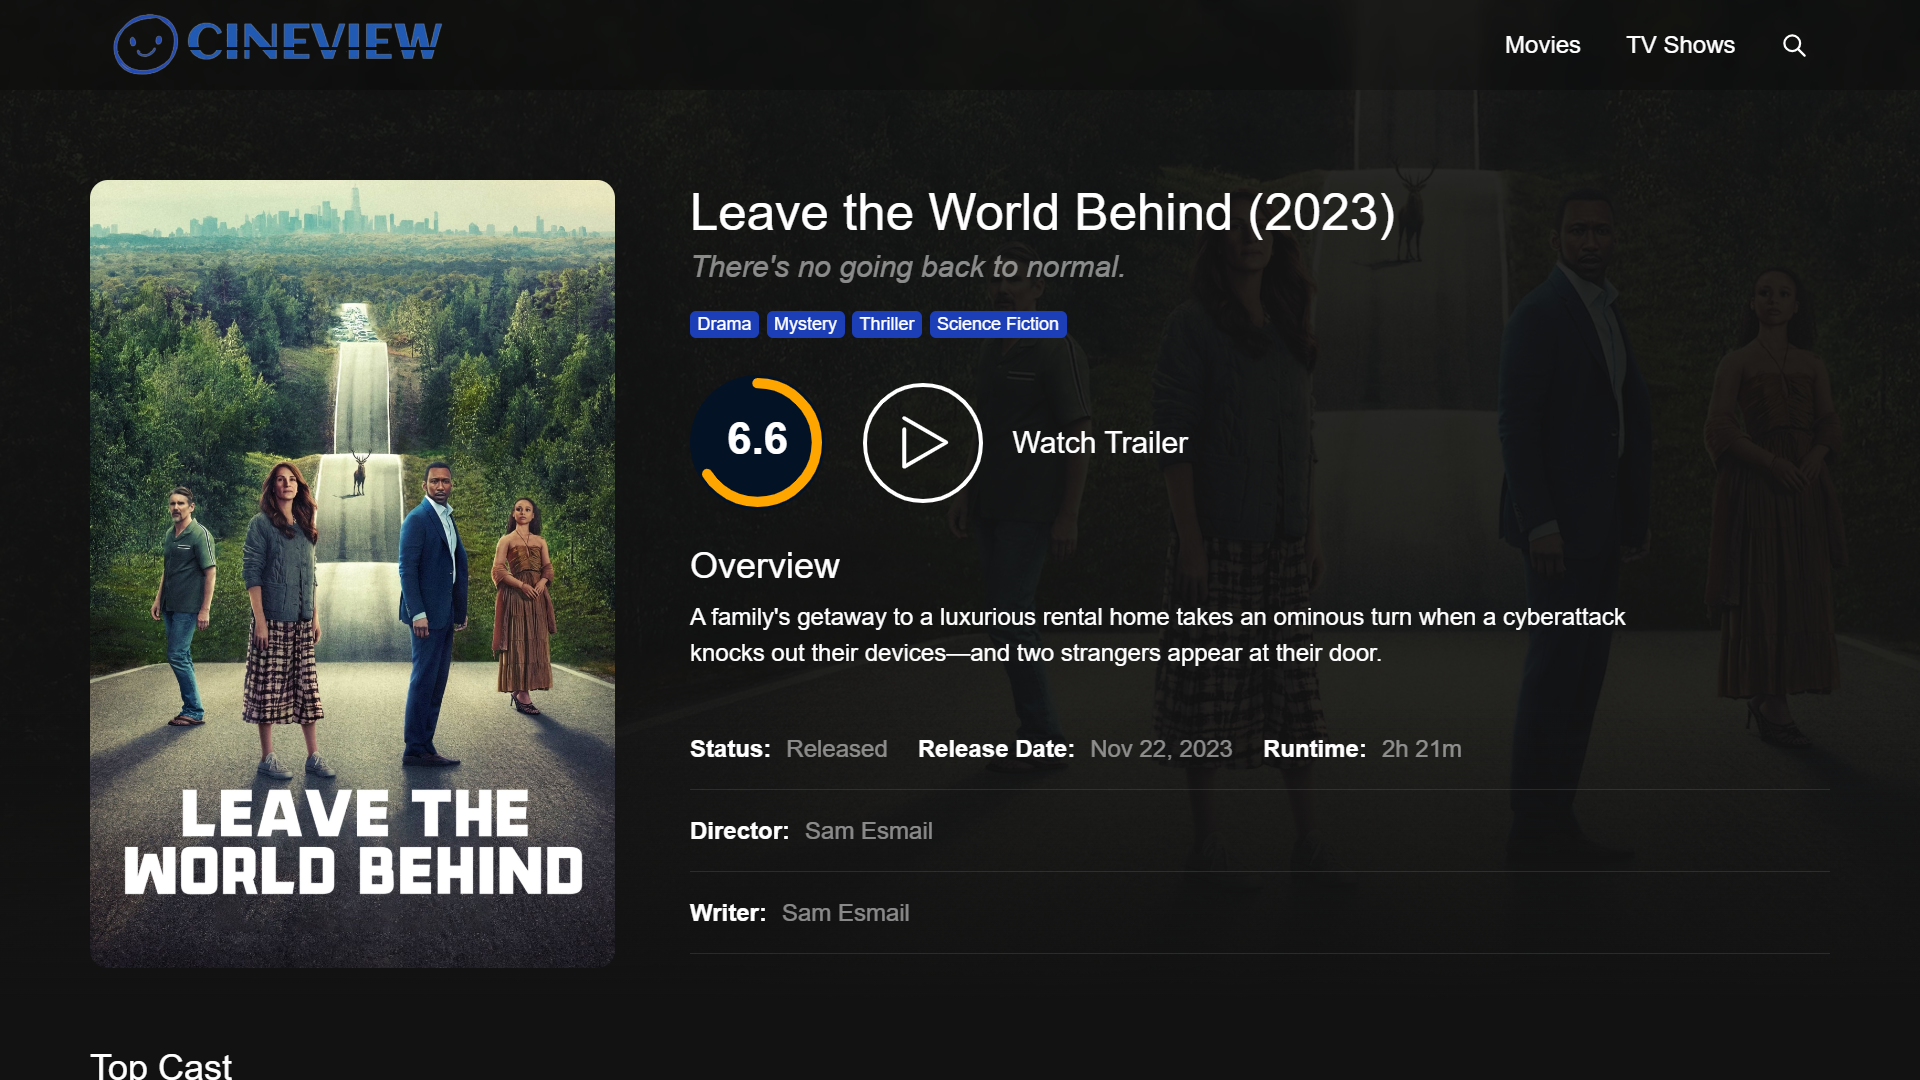 CINEVIEW
Movies
TV Shows
LEAVE THE
WORLD BEHIND
Leave the World Behind (2023)
There's no going back to normal.
Drama
Mystery
Thriller
Science Fiction
6.6
Watch Trailer
Overview
A family's getaway to a luxurious rental home takes an ominous turn when a cyberattack
knocks out their devices—and two strangers appear at their door.
Status: Released Release Date: Nov 22, 2023 Runtime: 2h 21m
Director: Sam Esmail
Writer: Sam Esmail
Top Cast